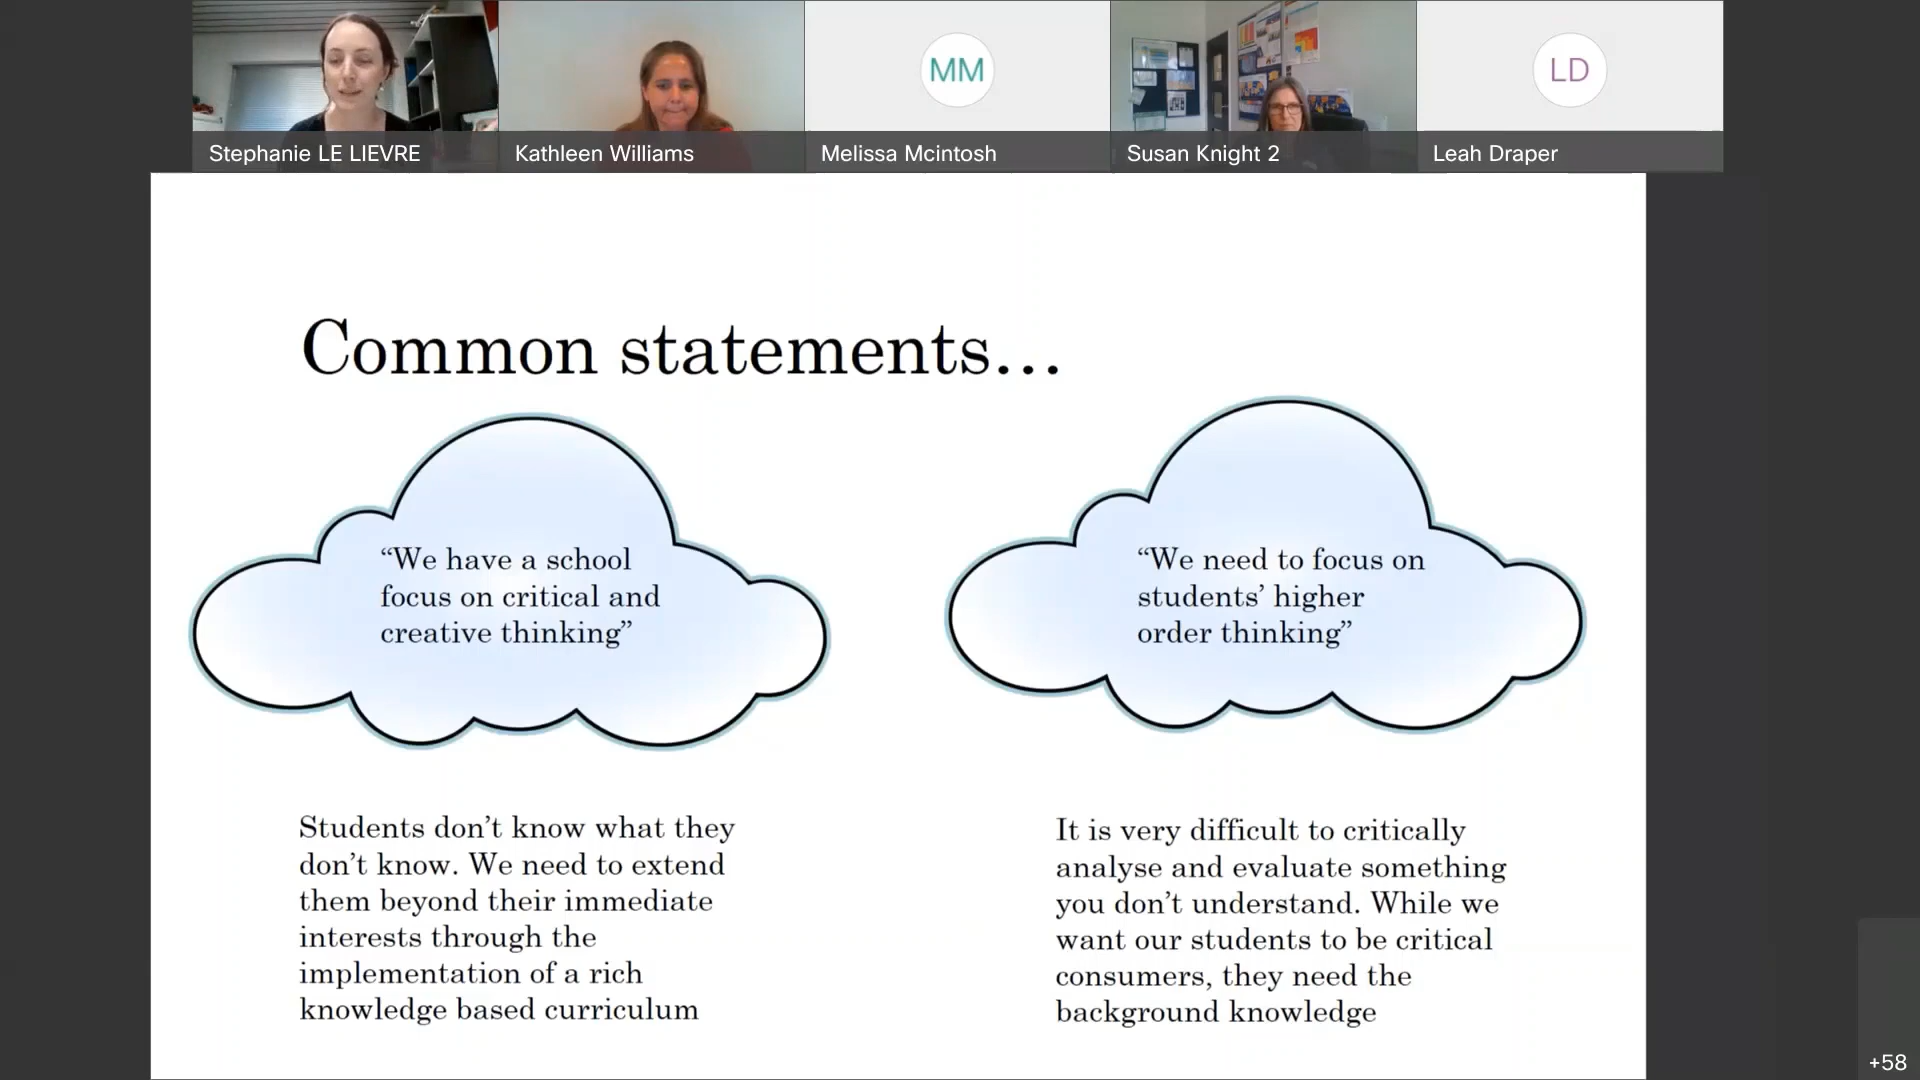 MM
LD
Stephanie LE LIEVRE
Kathleen Williams
Melissa Mcintosh
Susan Knight 2
Leah Draper
Common statements...
“We have a school
focus on critical and
creative thinking”
“We need to focus on
students’ higher
order thinking”
Students don’t know what they
don’t know. We need to extend
them beyond their immediate
interests through the
implementation of a rich
knowledge based curriculum
It is very difficult to critically
analyse and evaluate something
you don’t understand. While we
want our students to be critical
consumers, they need the
background knowledge
+58